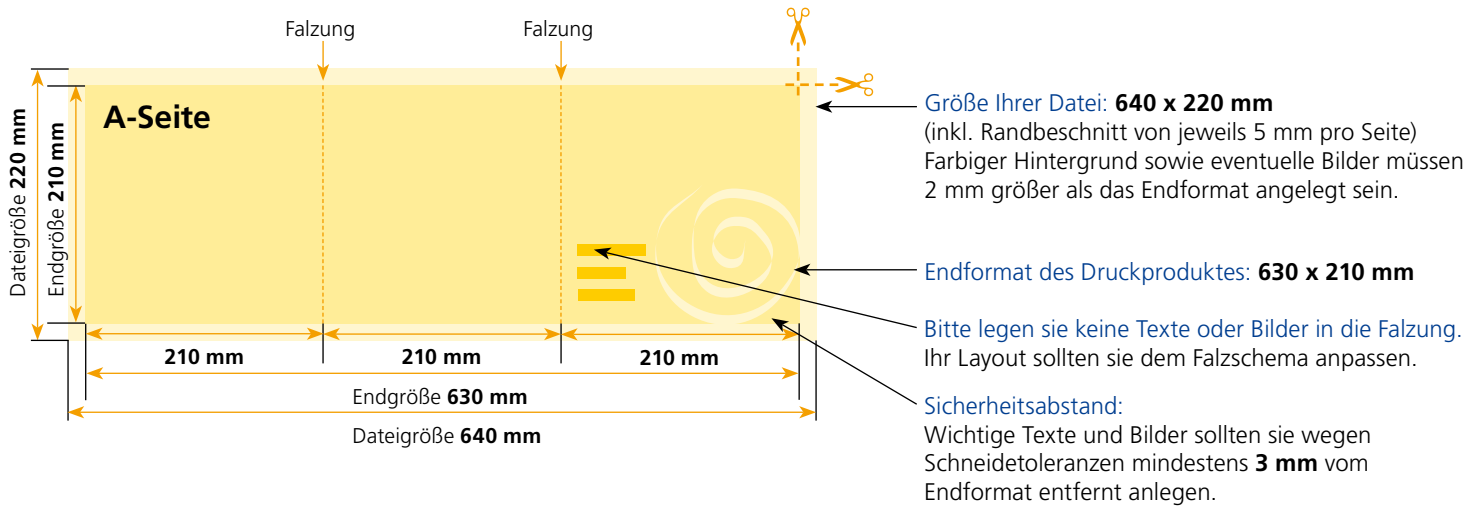 Falzung
Falzung
A-Seite
Dateigröße 220 mm
Endgröße 210 mm
Größe Ihrer Datei: 640 x 220 mm
(inkl. Randbeschnitt von jeweils 5 mm pro Seite)
Farbiger Hintergrund sowie eventuelle Bilder müssen
2 mm größer als das Endformat angelegt sein.
Endformat des Druckproduktes: 630 x 210 mm
Bitte legen sie keine Texte oder Bilder in die Falzung.
Ihr Layout sollten sie dem Falzschema anpassen.
210 mm
210 mm
210 mm
Endgröße 630 mm
Dateigröße 640 mm
Sicherheitsabstand:
Wichtige Texte und Bilder sollten sie wegen
Schneidetoleranzen mindestens 3 mm vom
Endformat entfernt anlegen.